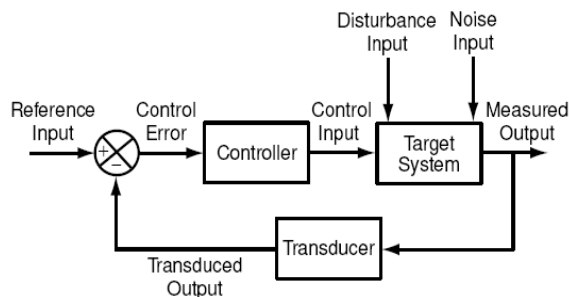 Disturbance
Input
Noise
Input
Reference
Input
Control
Error
Control
Input
Measured
Output
+
−
Controller
Target
System
Transducer
Transduced
Output